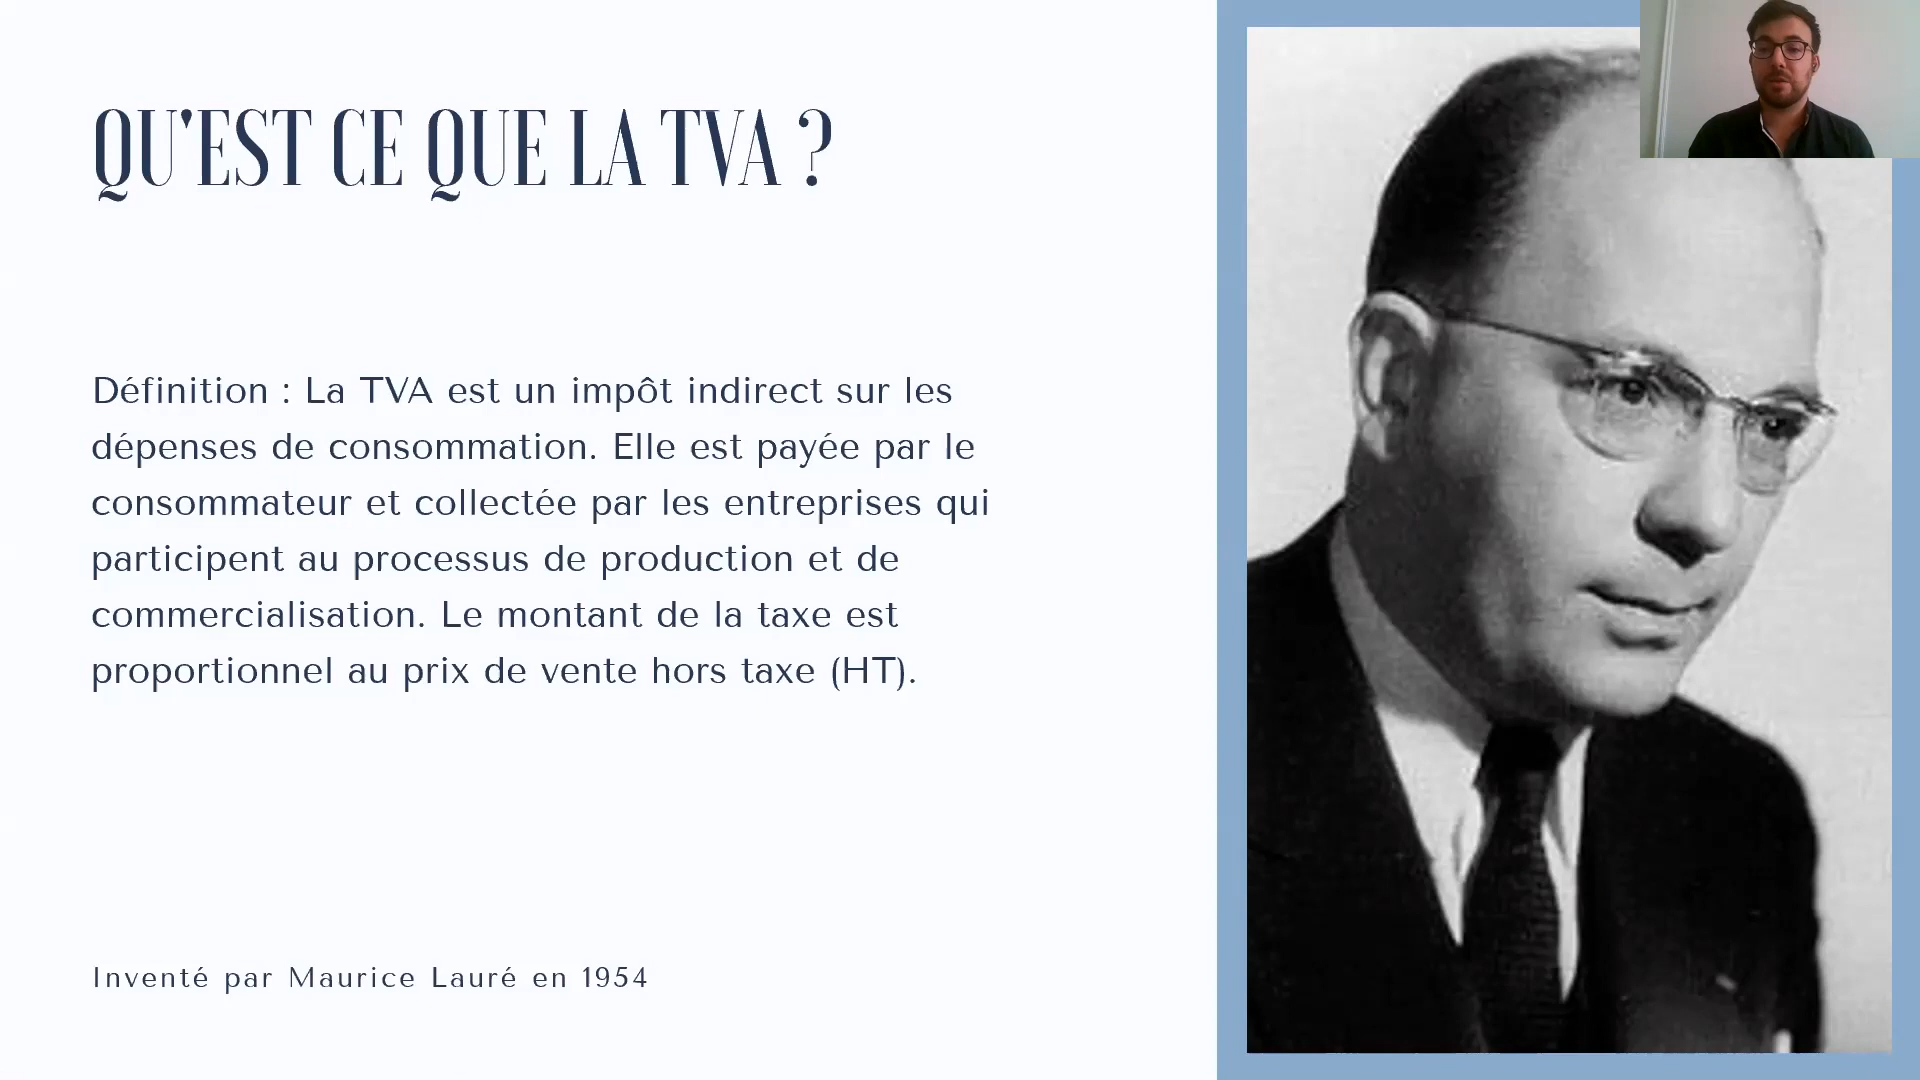 QU'EST CE QUE LA TVA ?
Définition : La TVA est un impôt indirect sur les
dépenses de consommation. Elle est payée par le
consommateur et collectée par les entreprises qui
participent au processus de production et de
commercialisation. Le montant de la taxe est
proportionnel au prix de vente hors taxe (HT).
Inventé par Maurice Lauré en 1954